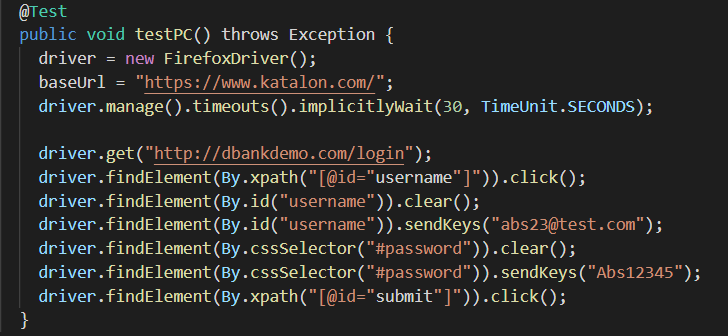 @Test
public void testPC() throws Exception {
driver = new FirefoxDriver();
baseUrl = "https://www.katalon.com/";
driver.manage().timeouts().implicitlyWait(30, TimeUnit.SECONDS);
driver.get("http://dbankdemo.com/login");
driver.findElement(By.xpath("[@id="username"]")).click();
driver.findElement(By.id("username")).clear();
driver.findElement(By.id("username")).sendKeys("abs23@test.com");
driver.findElement(By.cssSelector("#password")).clear();
driver.findElement(By.cssSelector("#password")).sendKeys("Abs12345");
driver.findElement(By.xpath("[@id="submit"]")).click();
}